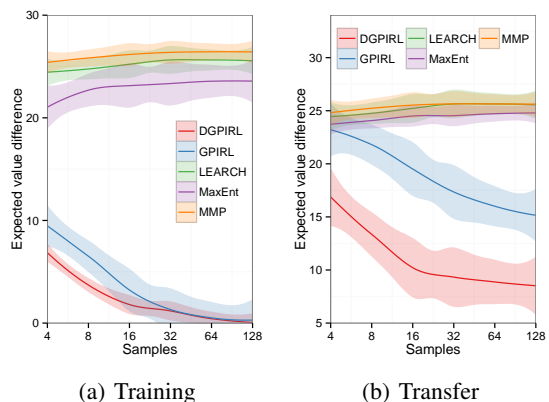 30
20
10
0
Expected value difference
DGPIRL
GPIRL
LEARCH
MaxEnt
MMP
4 8 16 32 64 128
Samples
(a) Training
30
25
20
15
10
5
Expected value difference
DGPIRL LEARCH MMP
GPIRL MaxEnt
4 8 16 32 64 128
Samples
(b) Transfer